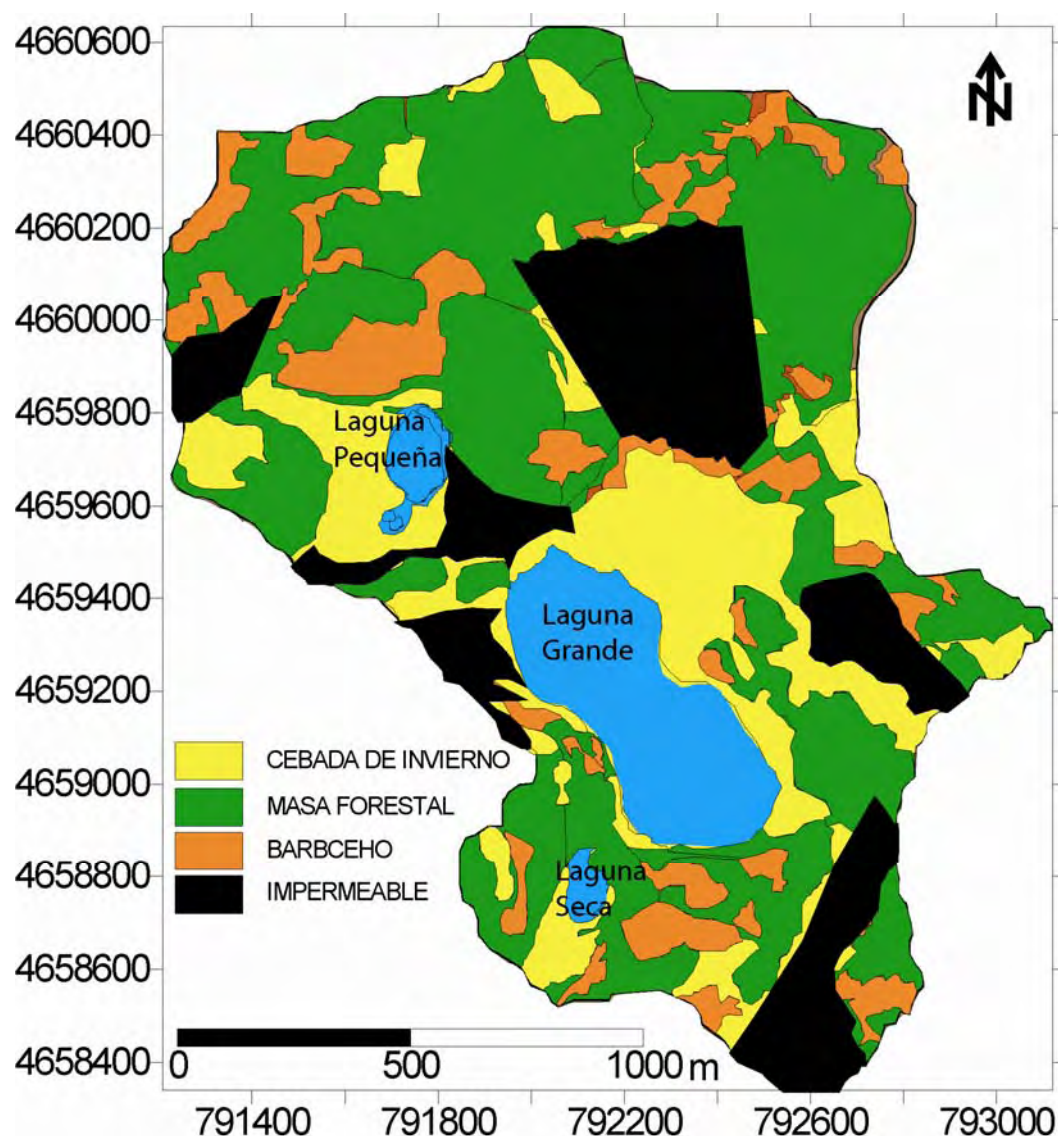 4660600
4660400
4660200
4660000
4659800
4659600
4659400
4659200
4659000
4658800
4658600
4658400
N
Laguna
Pequeña
Laguna
Grande
CEBADA DE INVIERNO
MASA FORESTAL
BARBCEHO
IMPERMEABLE
Laguna
Seca
0 500 1000 m
791400 791800 792200 792600 793000